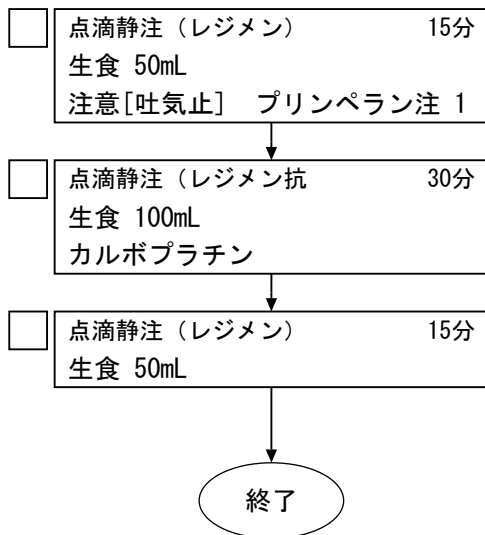 点滴静注（レジメン） 15分
生食 50mL
注意[吐気止] プリンペラン注 1
点滴静注（レジメン抗 30分
生食 100mL
カルボプラチン
点滴静注（レジメン） 15分
生食 50mL
終了